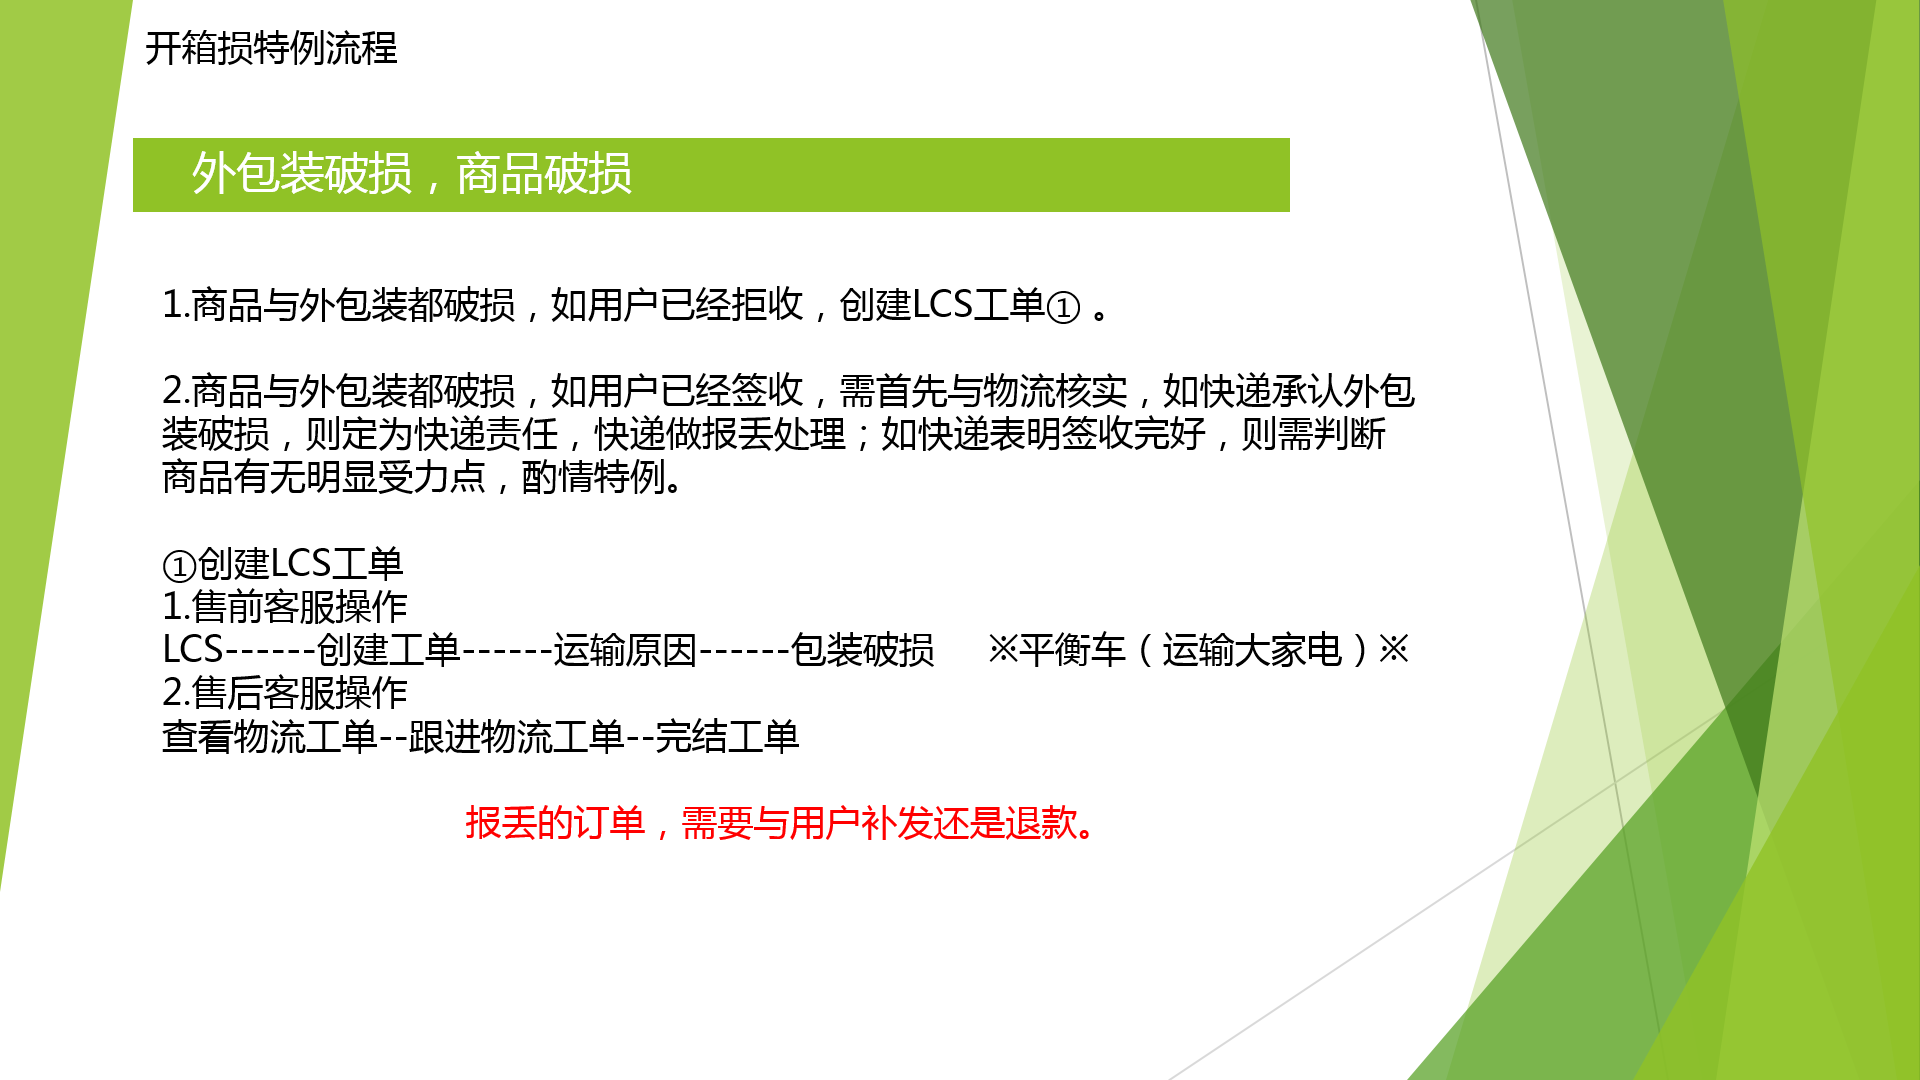 开箱损特例流程
外包装破损，商品破损
1.商品与外包装都破损，如用户已经拒收，创建LCS工单① 。
2.商品与外包装都破损，如用户已经签收，需首先与物流核实，如快递承认外包
装破损，则定为快递责任，快递做报丢处理；如快递表明签收完好，则需判断
商品有无明显受力点，酌情特例。
①创建LCS工单
1.售前客服操作
LCS------创建工单------运输原因------包装破损 ※平衡车（运输大家电）※
2.售后客服操作
查看物流工单--跟进物流工单--完结工单
报丢的订单，需要与用户补发还是退款。